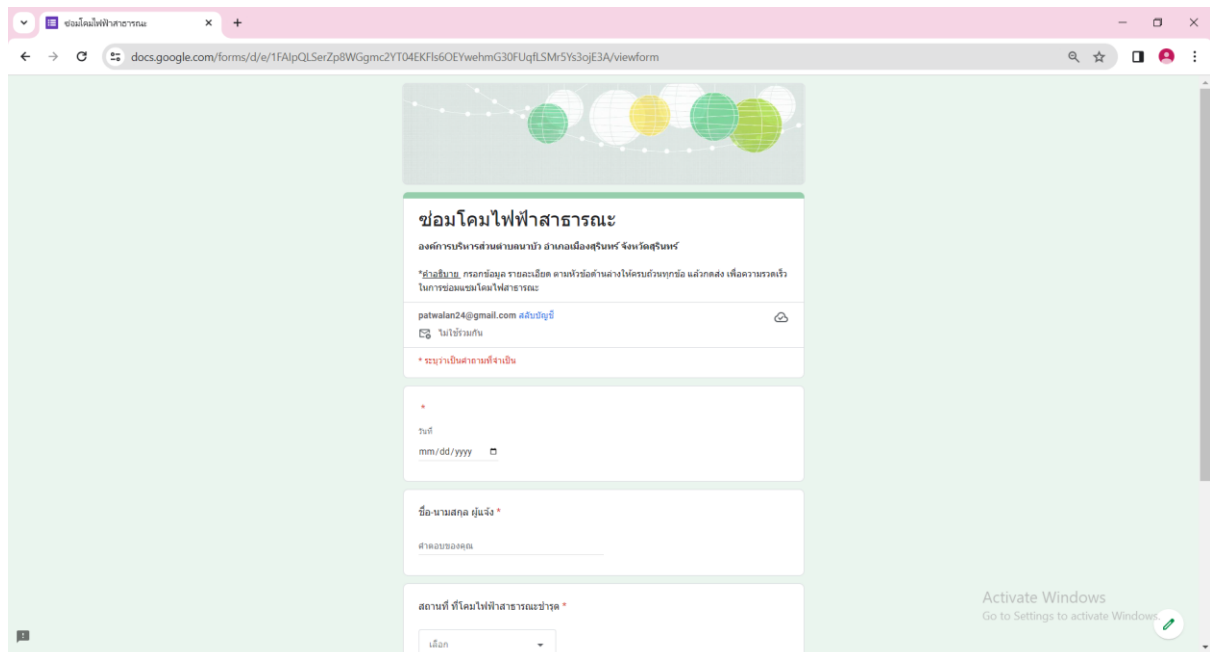 ซ่อมโคมไฟฟ้าสาธารณะ
docs.google.com/forms/d/e/1FAIpQLSerZp8WGgmc2YT04EKFls6OEYwehmG30FUqfLSMr5Ys3ojE3A/viewform
ซ่อมโคมไฟฟ้าสาธารณะ
องค์การบริหารส่วนตำบลนาบัว อำเภอเมืองสุรินทร์ จังหวัดสุรินทร์
*คำอธิบาย กรอกข้อมูล รายละเอียด ตามหัวข้อด้านล่างให้ครบถ้วนทุกข้อ แล้วกดส่ง เพื่อความรวดเร็ว
ในการซ่อมแซมโคมไฟสาธารณะ
patwalan24@gmail.com สลับบัญชี
ไม่ใช้ร่วมกัน
* ระบุว่าเป็นคำถามที่จำเป็น
*
วันที่
mm/dd/yyyy
ชื่อ-นามสกุล ผู้แจ้ง *
คำตอบของคุณ
สถานที่ ที่โคมไฟฟ้าสาธารณะชำรุด *
เลือก
Activate Windows
Go to Settings to activate Windows.